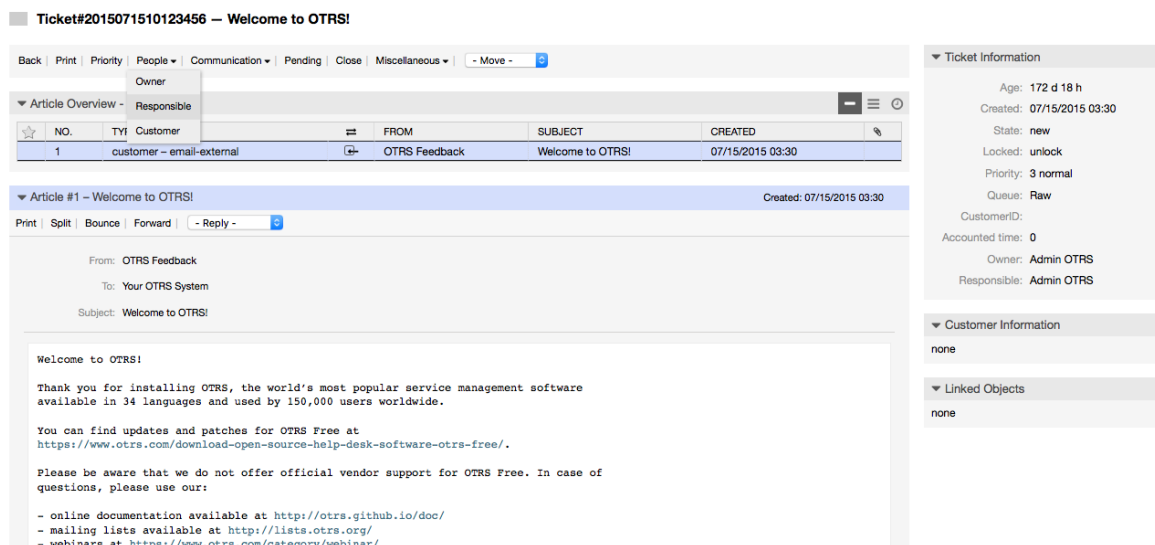 Ticket#2015071510123456 — Welcome to OTRS!
Back | Print | Priority | People | Communication | Pending | Close | Miscellaneous | - Move -
Owner
Responsible
Customer
Article Overview -
NO. FROM SUBJECT CREATED
1 customer – email-external OTRS Feedback Welcome to OTRS! 07/15/2015 03:30
Article #1 – Welcome to OTRS! Created: 07/15/2015 03:30
Print | Split | Bounce | Forward | - Reply -
From: OTRS Feedback
To: Your OTRS System
Subject: Welcome to OTRS!
Welcome to OTRS!
Thank you for installing OTRS, the world's most popular service management software
available in 34 languages and used by 150,000 users worldwide.
You can find updates and patches for OTRS Free at
https://www.otrs.com/download-open-source-help-desk-software-otrs-free/.
Please be aware that we do not offer official vendor support for OTRS Free. In case of
questions, please use our:
- online documentation available at http://otrs.github.io/doc/
- mailing lists available at http://lists.otrs.org/
- webinars at https://www.otrs.com/category/webinar/
Ticket Information
Age: 172 d 18 h
Created: 07/15/2015 03:30
State: new
Locked: unlock
Priority: 3 normal
Queue: Raw
CustomerID:
Accounted time: 0
Owner: Admin OTRS
Responsible: Admin OTRS
Customer Information
none
Linked Objects
none